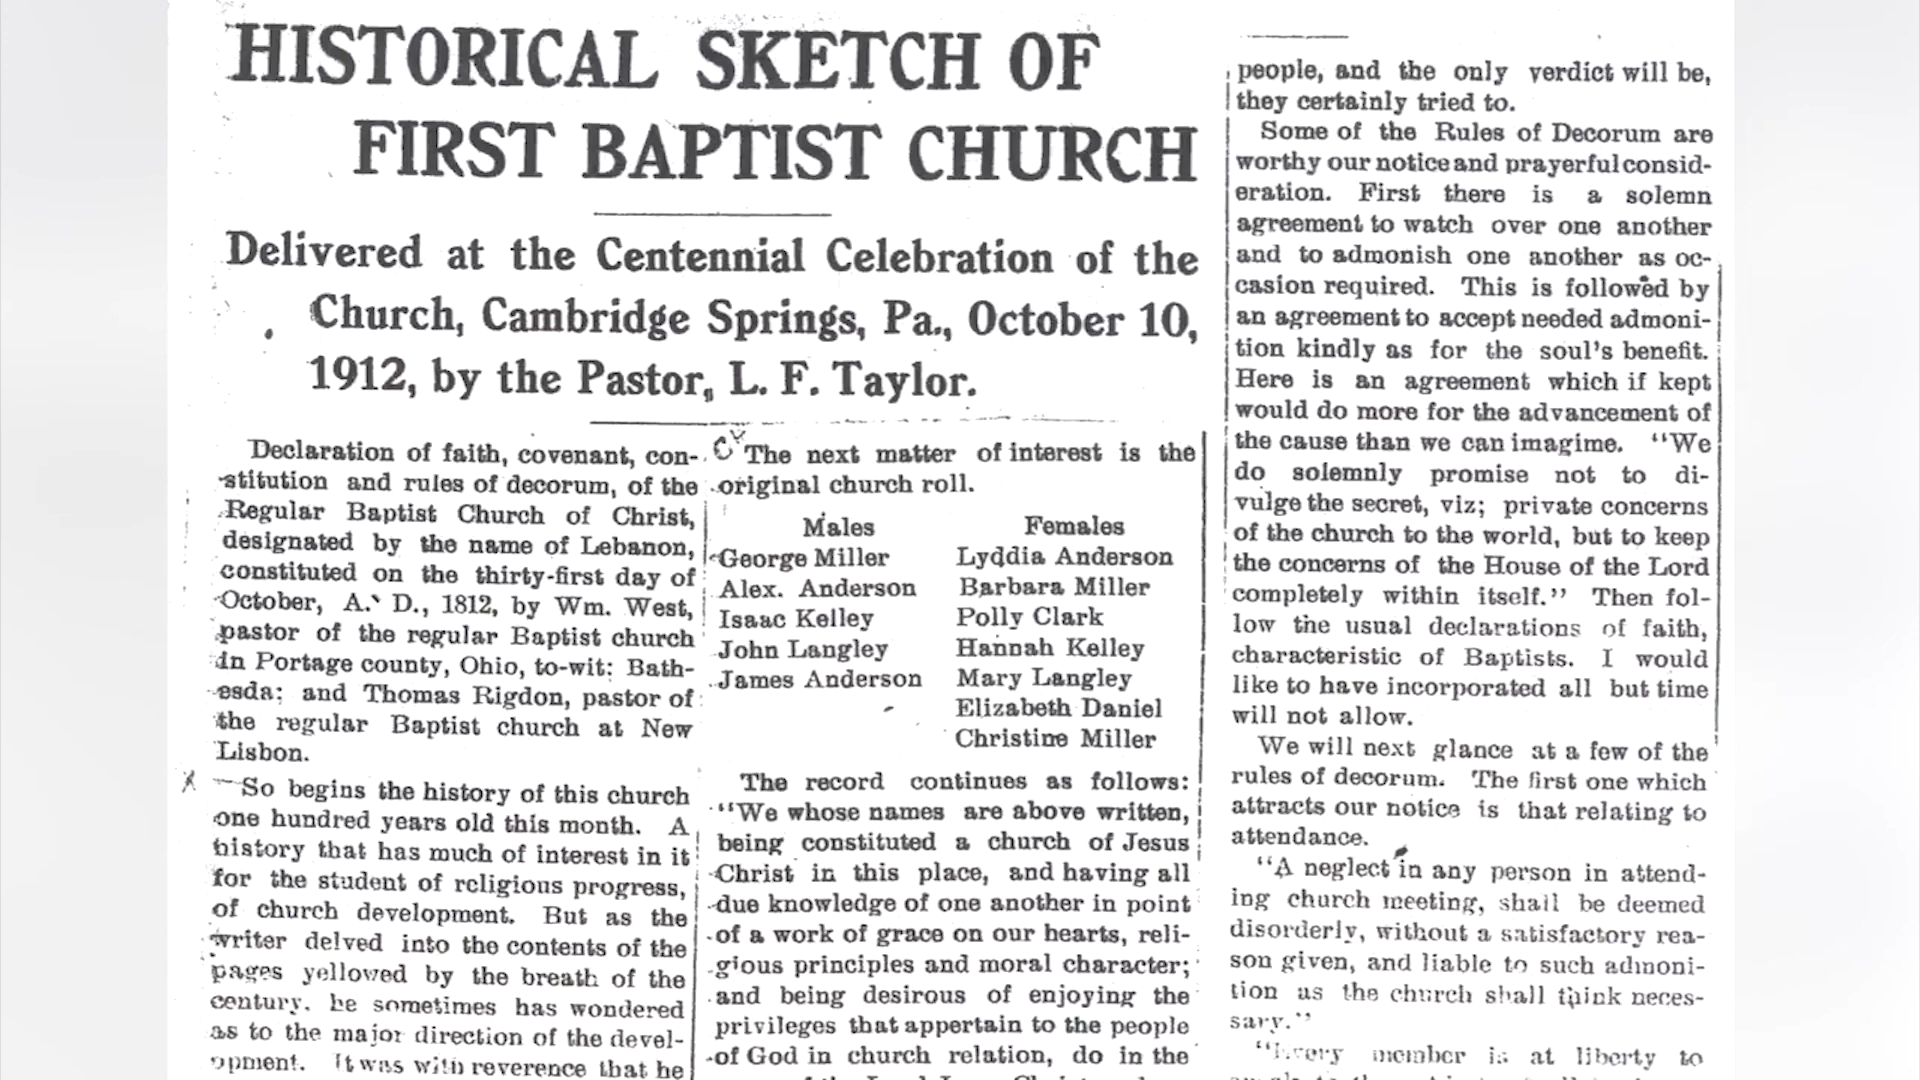 HISTORICAL SKETCH OF
FIRST BAPTIST CHURCH
Delivered at the Centennial Celebration of the
Church, Cambridge Springs, Pa., October 10,
1912, by the Pastor, L. F. Taylor.
Declaration of faith, covenant, con-
stitution and rules of decorum, of the
Regular Baptist Church of Christ,
designated by the name of Lebanon,
constituted on the thirty-first day of
October, A. D., 1812, by Wm. West,
pastor of the regular Baptist church
in Portage county, Ohio, to-wit: Bath-
esda; and Thomas Rigdon, pastor of
the regular Baptist church at New
Lisbon.
So begins the history of this church
one hundred years old this month. A
history that has much of interest in it
for the student of religious progress,
of church development. But as the
writer delved into the contents of the
pages yellowed by the breath of the
century, he sometimes has wondered
as to the major direction of the devel-
opment. It was with reverence that he
The next matter of interest is the
original church roll.
Males Females
George Miller Lyddia Anderson
Alex. Anderson Barbara Miller
Isaac Kelley Polly Clark
John Langley Hannah Kelley
James Anderson Mary Langley
Elizabeth Daniel
Christine Miller
The record continues as follows:
"We whose names are above written,
being constituted a church of Jesus
Christ in this place, and having all
due knowledge of one another in point
of a work of grace on our hearts, reli-
gious principles and moral character;
and being desirous of enjoying the
privileges that appertain to the people
of God in church relation, do in the
people, and the only verdict will be,
they certainly tried to.
Some of the Rules of Decorum are
worthy our notice and prayerful consid-
eration. First there is a solemn
agreement to watch over one another
and to admonish one another as oc-
casion required. This is followed by
an agreement to accept needed admoni-
tion kindly as for the soul's benefit.
Here is an agreement which if kept
would do more for the advancement of
the cause than we can imagime. "We
do solemnly promise not to di-
vulge the secret, viz; private concerns
of the church to the world, but to keep
the concerns of the House of the Lord
completely within itself." Then fol-
low the usual declarations of faith,
characteristic of Baptists. I would
like to have incorporated all but time
will not allow.
We will next glance at a few of the
rules of decorum. The first one which
attracts our notice is that relating to
attendance.
"A neglect in any person in attend-
ing church meeting, shall be deemed
disorderly, without a satisfactory rea-
son given, and liable to such admoni-
tion as the church shall think neces-
sary."
"Every member is at liberty to